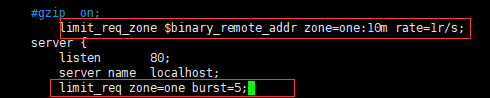 #gzip  on;
limit_req_zone $binary_remote_addr zone=one:10m rate=1r/s;
server {
listen       80;
server_name  localhost;
limit_req zone=one burst=5;